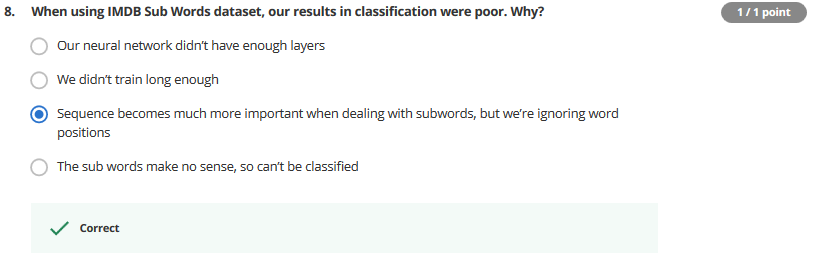 8. When using IMDB Sub Words dataset, our results in classification were poor. Why?
1 / 1 point
Our neural network didn't have enough layers
We didn't train long enough
Sequence becomes much more important when dealing with subwords, but we're ignoring word
positions
The sub words make no sense, so can't be classified
Correct